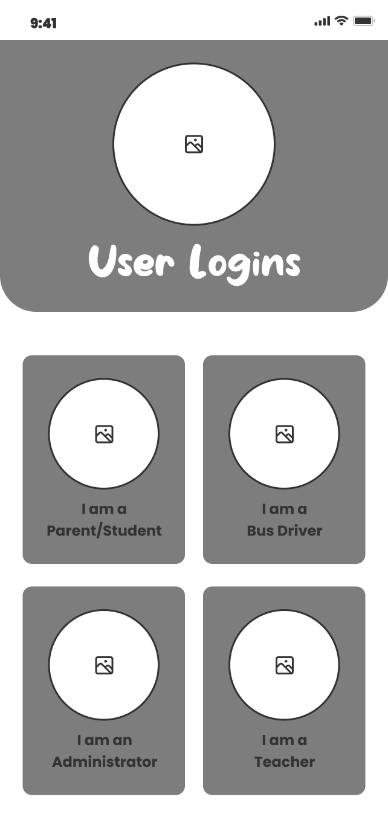 9:41
User Logins
I am a
Parent/Student
I am a
Bus Driver
I am an
Administrator
I am a
Teacher